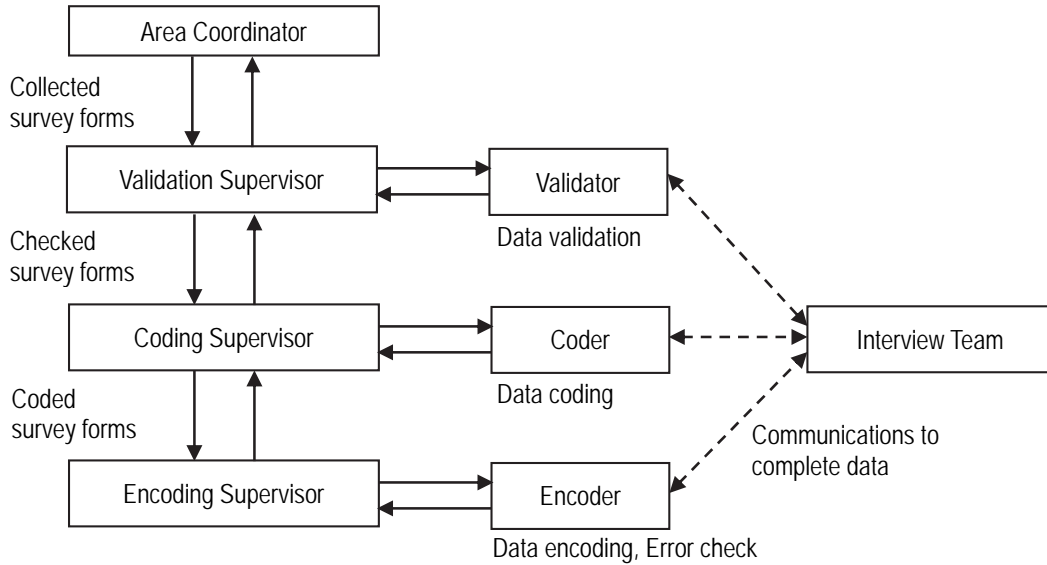 Area Coordinator
Collected
survey forms
Validation Supervisor
Validator
Data validation
Checked
survey forms
Coding Supervisor
Coder
Interview Team
Data coding
Coded
survey forms
Communications to
complete data
Encoding Supervisor
Encoder
Data encoding, Error check